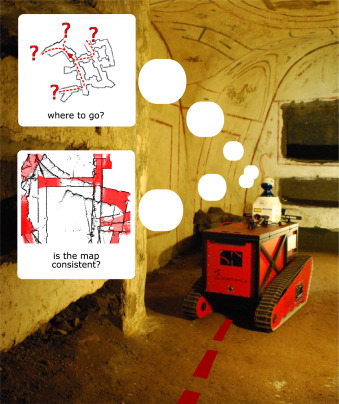 ?
?
?
?
where to go?
is the map
consistent?